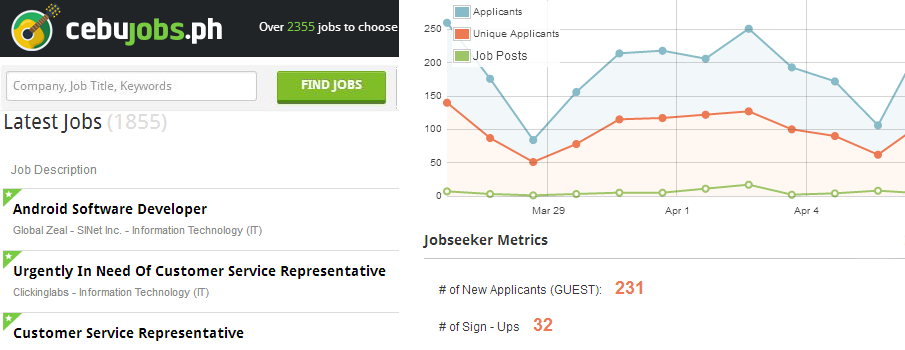 cebujobs.ph
Over 2355 jobs to choose
Company, Job Title, Keywords
FIND JOBS
Latest Jobs (1855)
Job Description
Android Software Developer
Global Zeal - SINet Inc. - Information Technology (IT)
Urgently In Need Of Customer Service Representative
Clickinglabs - Information Technology (IT)
Customer Service Representative
Applicants
Unique Applicants
Job Posts
250
200
150
100
50
0
Mar 29
Apr 1
Apr 4
Jobseeker Metrics
# of New Applicants (GUEST): 231
# of Sign - Ups 32